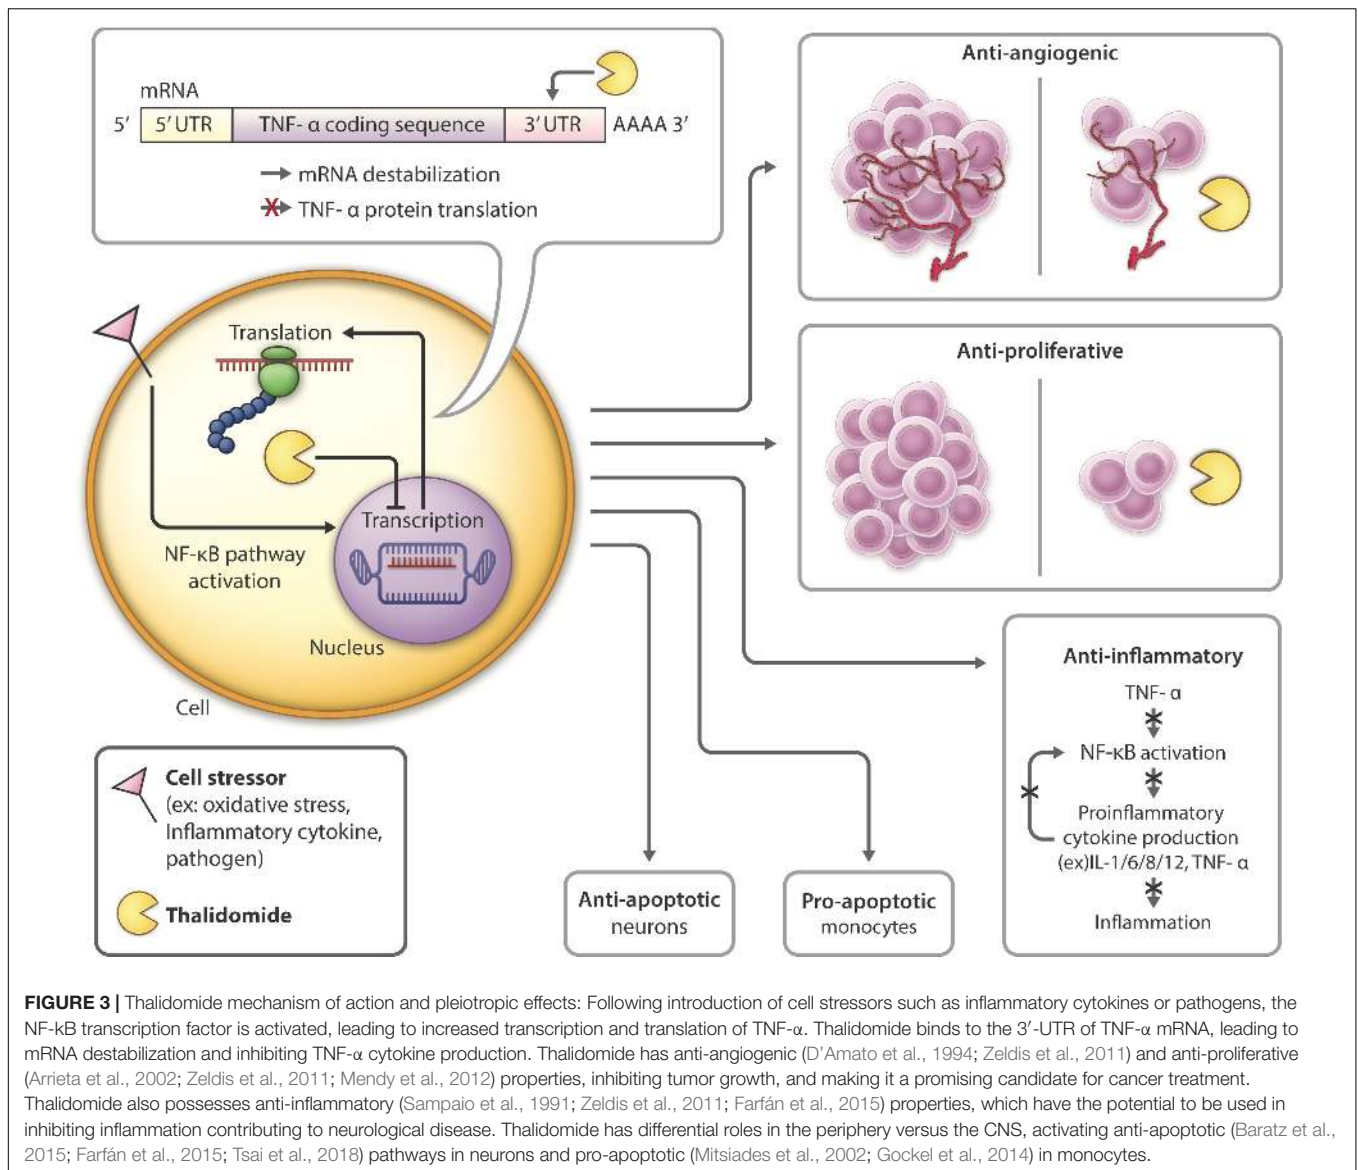 mRNA
5′ 5′ UTR TNF- α coding sequence 3′ UTR AAAA 3′
mRNA destabilization
TNF- α protein translation
Translation
Transcription
NF-κB pathway
activation
Nucleus
Cell
Cell stressor
(ex: oxidative stress,
Inflammatory cytokine,
pathogen)
Thalidomide
Anti-angiogenic
Anti-proliferative
Anti-inflammatory
TNF- α
NF-κB activation
Proinflammatory
cytokine production
(ex)IL-1/6/8/12, TNF- α
Inflammation
Anti-apoptotic
neurons
Pro-apoptotic
monocytes
FIGURE 3 | Thalidomide mechanism of action and pleiotropic effects: Following introduction of cell stressors such as inflammatory cytokines or pathogens, the
NF-kB transcription factor is activated, leading to increased transcription and translation of TNF-α. Thalidomide binds to the 3′-UTR of TNF-α mRNA, leading to
mRNA destabilization and inhibiting TNF-α cytokine production. Thalidomide has anti-angiogenic (D'Amato et al., 1994; Zeldis et al., 2011) and anti-proliferative
(Arrieta et al., 2002; Zeldis et al., 2011; Mendy et al., 2012) properties, inhibiting tumor growth, and making it a promising candidate for cancer treatment.
Thalidomide also possesses anti-inflammatory (Sampaio et al., 1991; Zeldis et al., 2011; Farfán et al., 2015) properties, which have the potential to be used in
inhibiting inflammation contributing to neurological disease. Thalidomide has differential roles in the periphery versus the CNS, activating anti-apoptotic (Baratz et al.,
2015; Farfán et al., 2015; Tsai et al., 2018) pathways in neurons and pro-apoptotic (Mitsiades et al., 2002; Gockel et al., 2014) in monocytes.